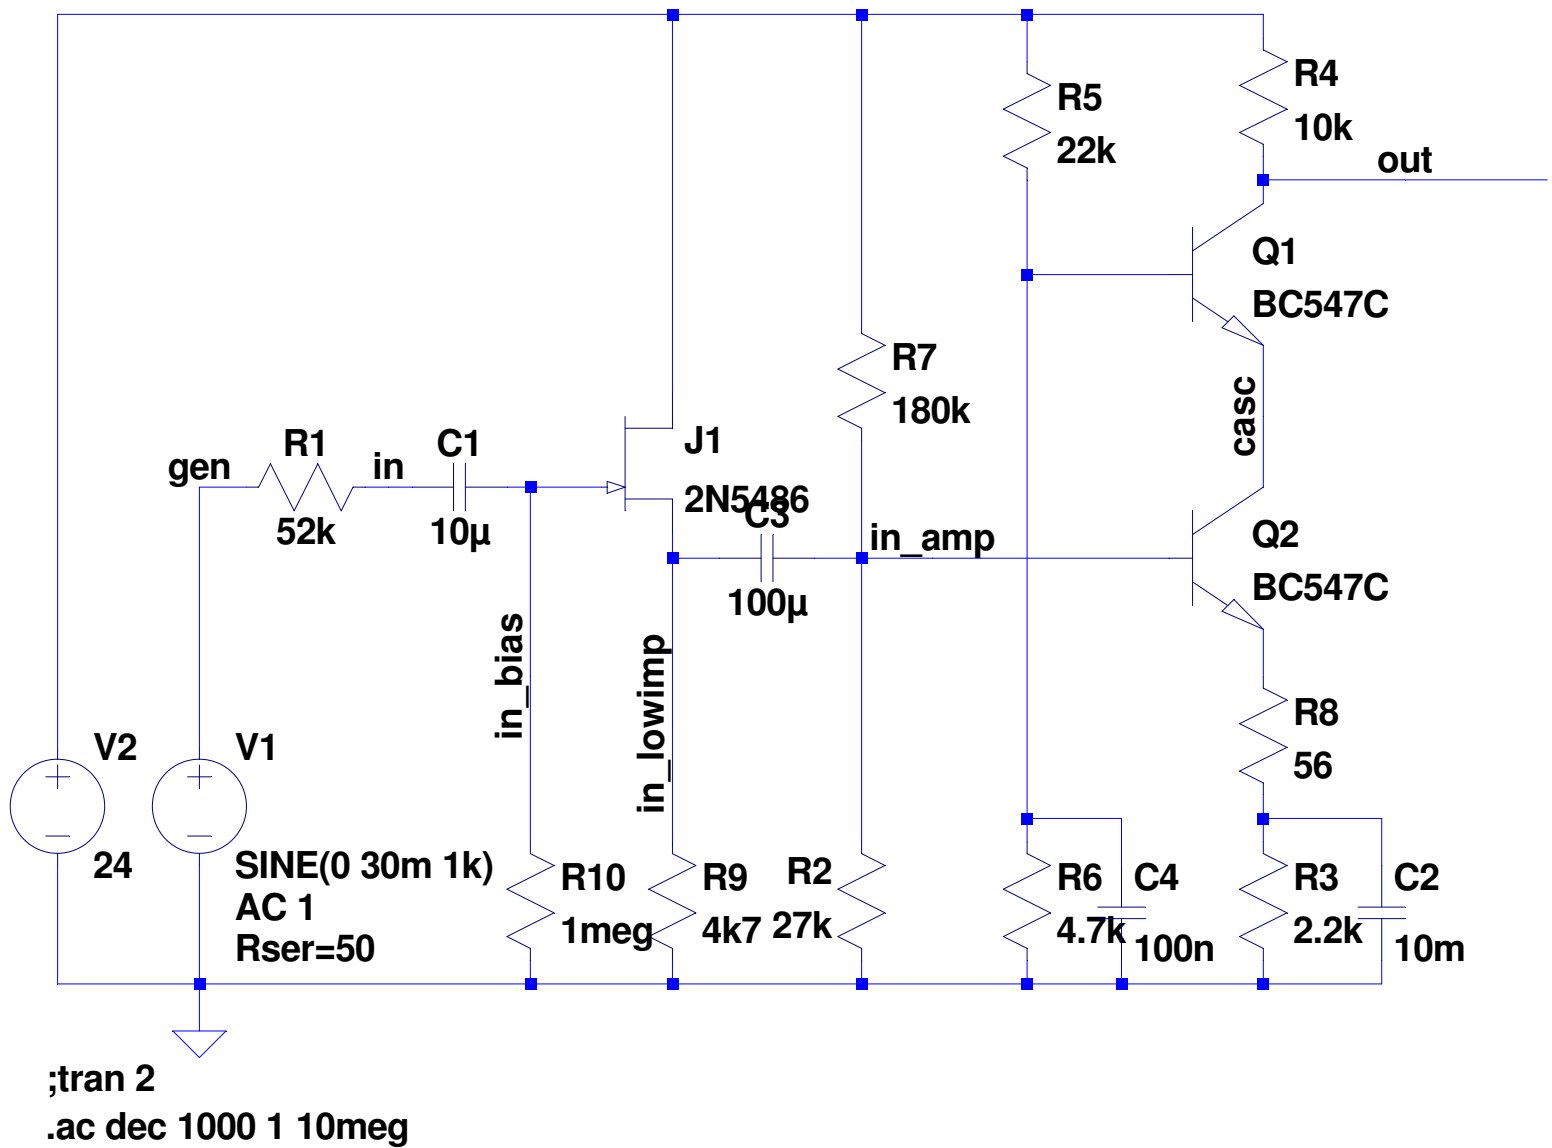 R4
10k
R5
22k
out
Q1
BC547C
R7
180k
casc
gen
R1
52k
in
C1
10µ
J1
2N5486
C3
100µ
in_amp
Q2
BC547C
in_bias
in_lowimp
R8
56
V2
24
V1
SINE(0 30m 1k)
AC 1
Rser=50
R10
1meg
R9
4k7
R2
27k
R6
4.7k
C4
100n
R3
2.2k
C2
10m
;tran 2
.ac dec 1000 1 10meg